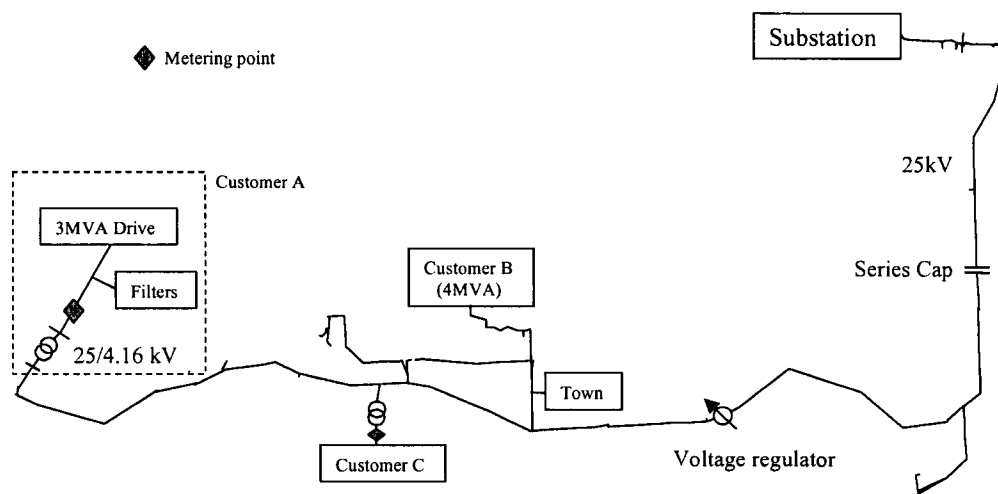 Substation
Metering point
25kV
Customer A
3MVA Drive
Filters
Customer B
(4MVA)
Series Cap
25/4.16 kV
Town
Customer C
Voltage regulator